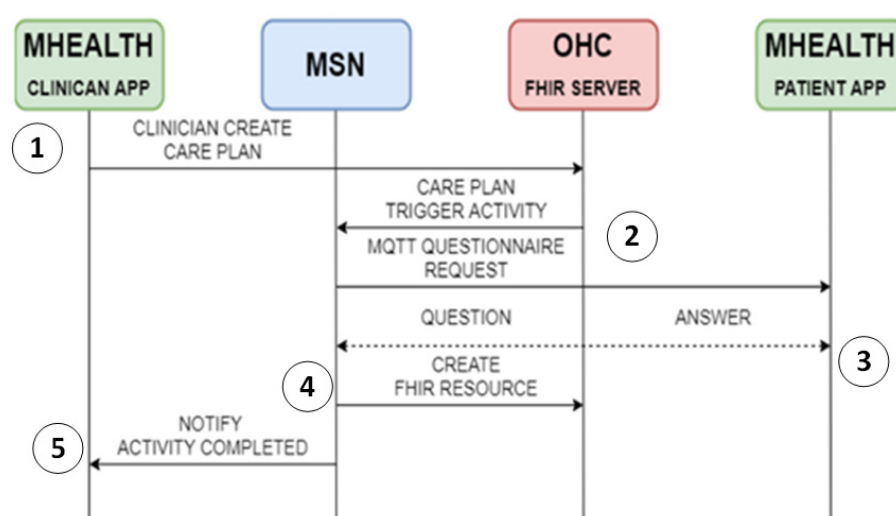 MHEALTH
CLINICAN APP
MSN
OHC
FHIR SERVER
MHEALTH
PATIENT APP
1
CLINICIAN CREATE
CARE PLAN
CARE PLAN
TRIGGER ACTIVITY
2
MQTT QUESTIONNAIRE
REQUEST
QUESTION
ANSWER
3
4
CREATE
FHIR RESOURCE
5
NOTIFY
ACTIVITY COMPLETED